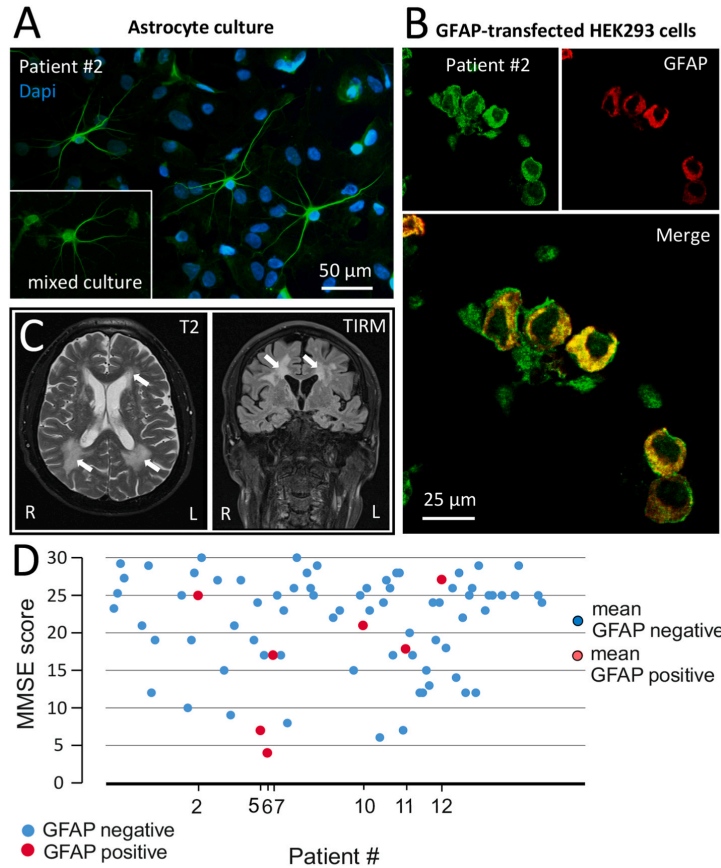 A
Astrocyte culture
Patient #2
Dapi
mixed culture
50 μm
B
GFAP-transfected HEK293 cells
Patient #2
GFAP
Merge
25 μm
C
T2
R
L
TIRM
R
L
D
MMSE score
30
25
20
15
10
5
0
2
5
6
7
10
11
12
Patient #
mean
GFAP negative
mean
GFAP positive
GFAP negative
GFAP positive